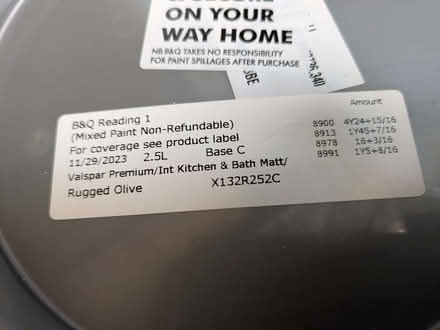 & SECURE
ON YOUR
WAY HOME
NB B&Q TAKES NO RESPONSIBILITY
FOR PAINT SPILLAGES AFTER PURCHASE
B&Q Reading 1
(Mixed Paint Non-Refundable)
For coverage see product label
11/29/2023 2.5L Base C
Valspar Premium/Int Kitchen & Bath Matt/
Rugged Olive X132R252C
Amount
8900 4Y24+15/16
8913 1Y45+7/16
8978 16+3/16
8991 1Y5+8/16